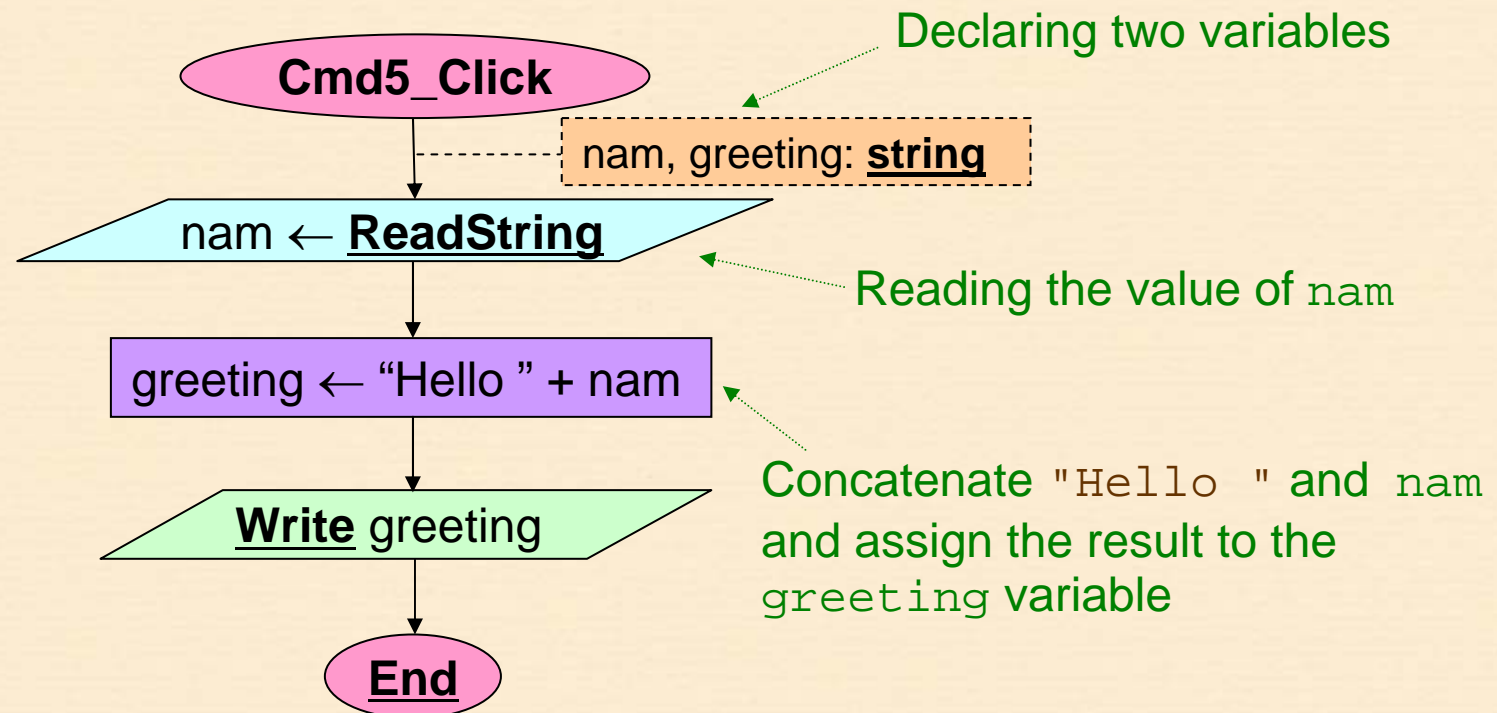 Declaring two variables
Cmd5_Click
nam, greeting: string
nam ← ReadString
Reading the value of nam
greeting ← “Hello ” + nam
Concatenate "Hello " and nam
and assign the result to the
greeting variable
Write greeting
End